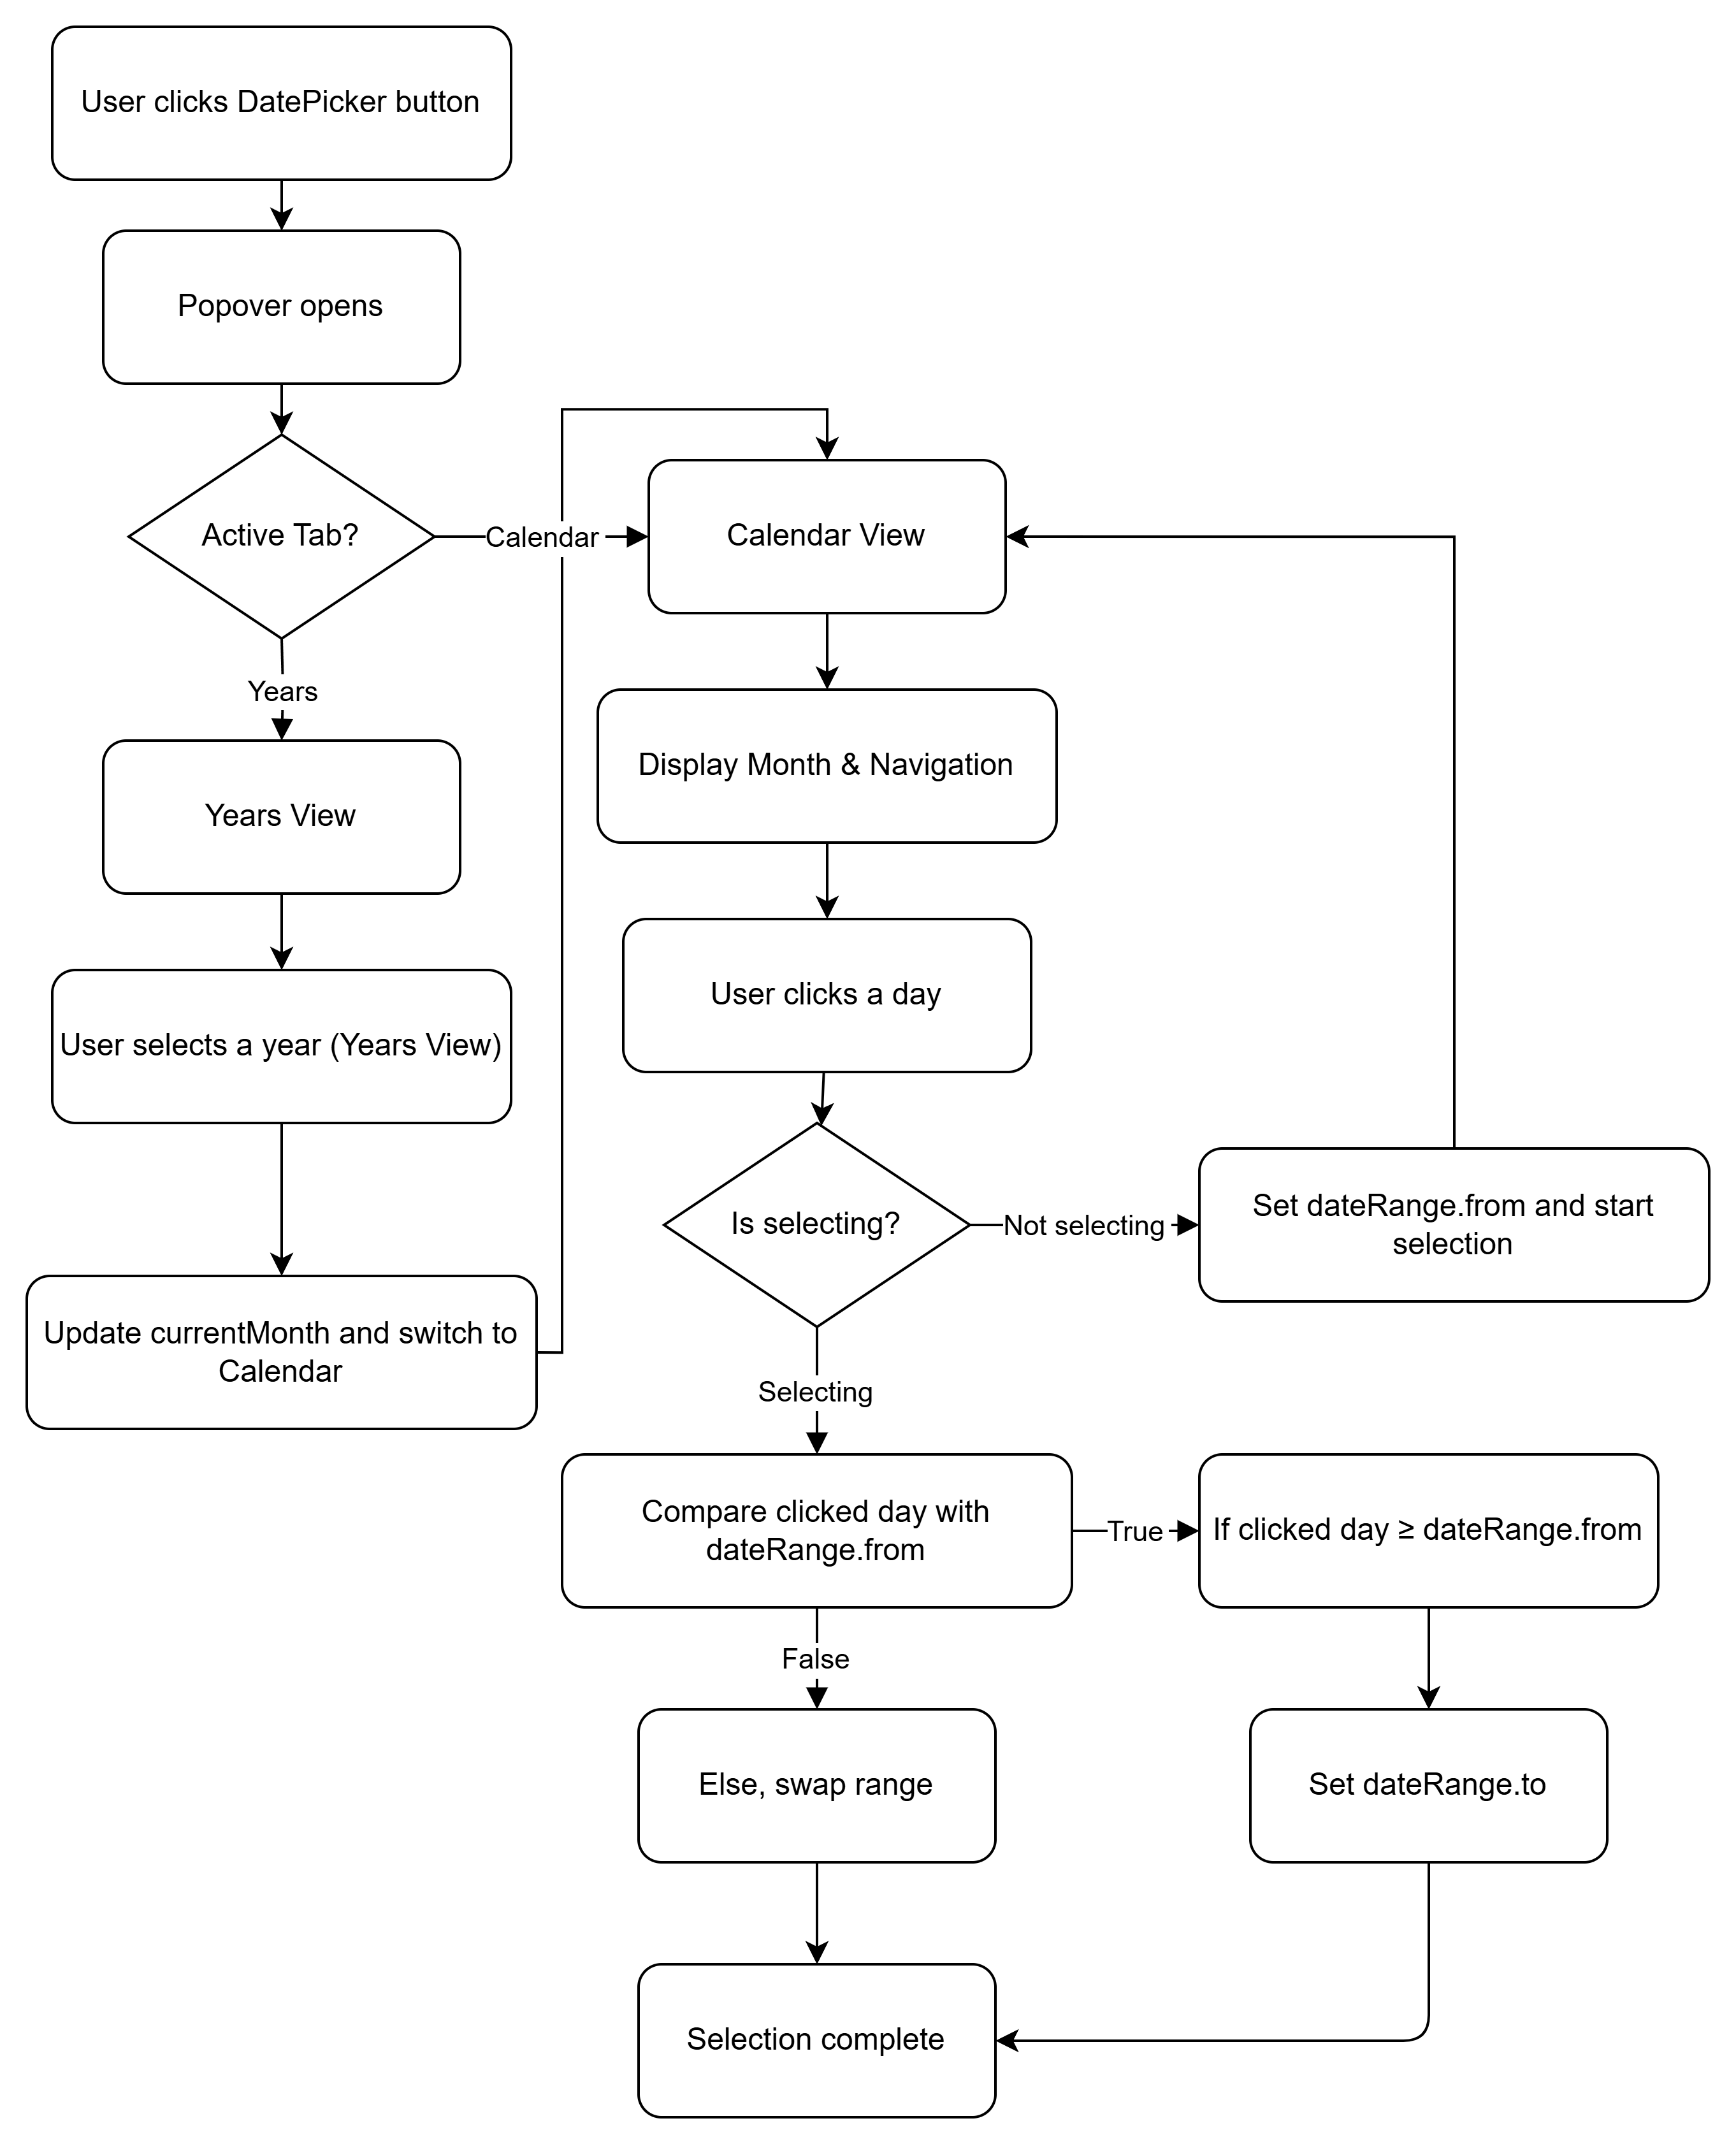 User clicks DatePicker button
Popover opens
Active Tab?
Calendar
Calendar View
Years
Display Month & Navigation
Years View
User clicks a day
User selects a year (Years View)
Is selecting?
Not selecting
Set dateRange.from and start
selection
Update currentMonth and switch to
Calendar
Selecting
Compare clicked day with
dateRange.from
True
If clicked day ≥ dateRange.from
False
Else, swap range
Set dateRange.to
Selection complete